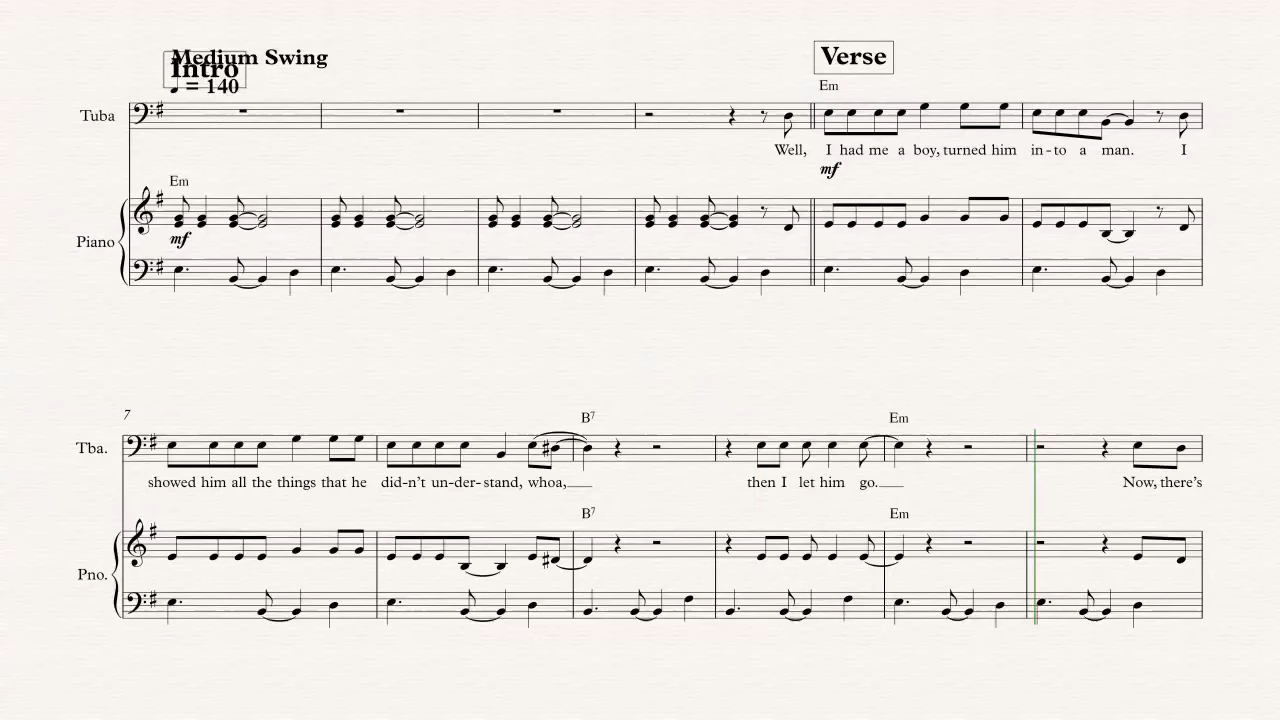 Medium Swing
Intro
♩ = 140
Verse
Em
Tuba
Well, I had me a boy, turned him in - to a man. I
mf
Em
mf
Piano
7
B7 Em
Tba.
showed him all the things that he did-n't un-der-stand, whoa,__ then I let him go.__ Now, there's
B7 Em
Pno.